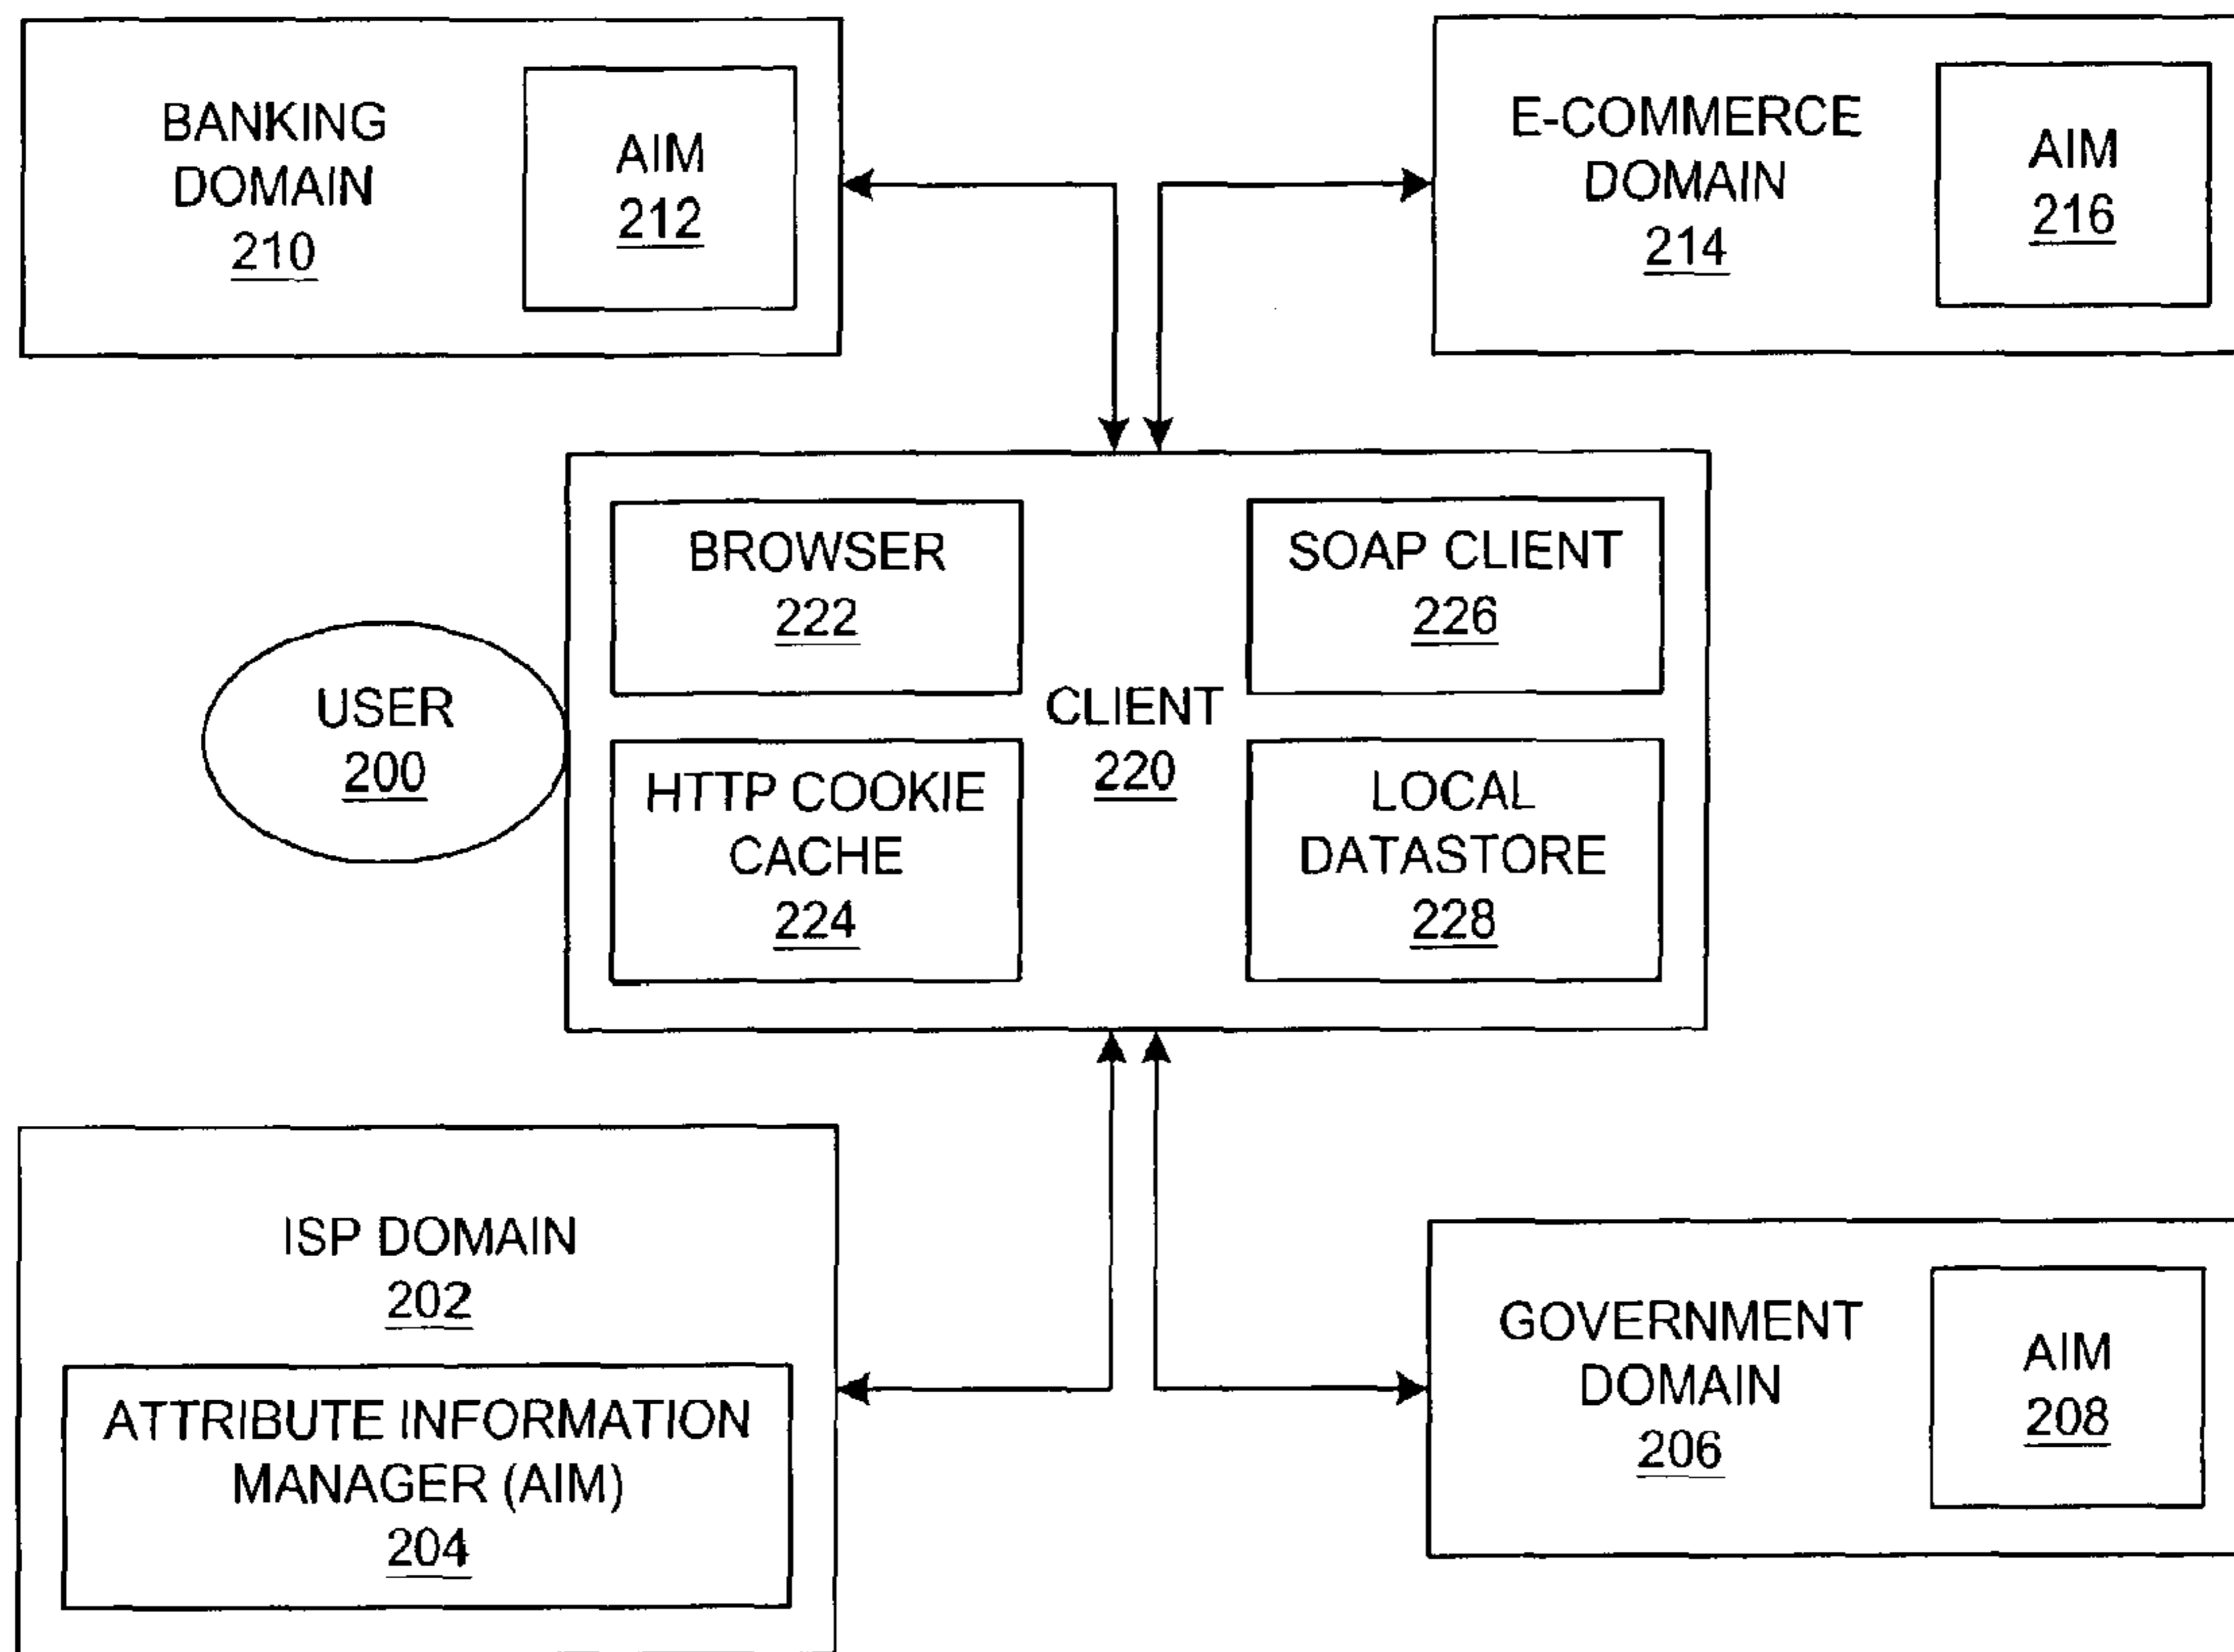 BANKING
DOMAIN
210
AIM
212
E-COMMERCE
DOMAIN
214
AIM
216
BROWSER
222
SOAP CLIENT
226
USER
200
CLIENT
220
HTTP COOKIE
CACHE
224
LOCAL
DATASTORE
228
ISP DOMAIN
202
ATTRIBUTE INFORMATION
MANAGER (AIM)
204
GOVERNMENT
DOMAIN
206
AIM
208